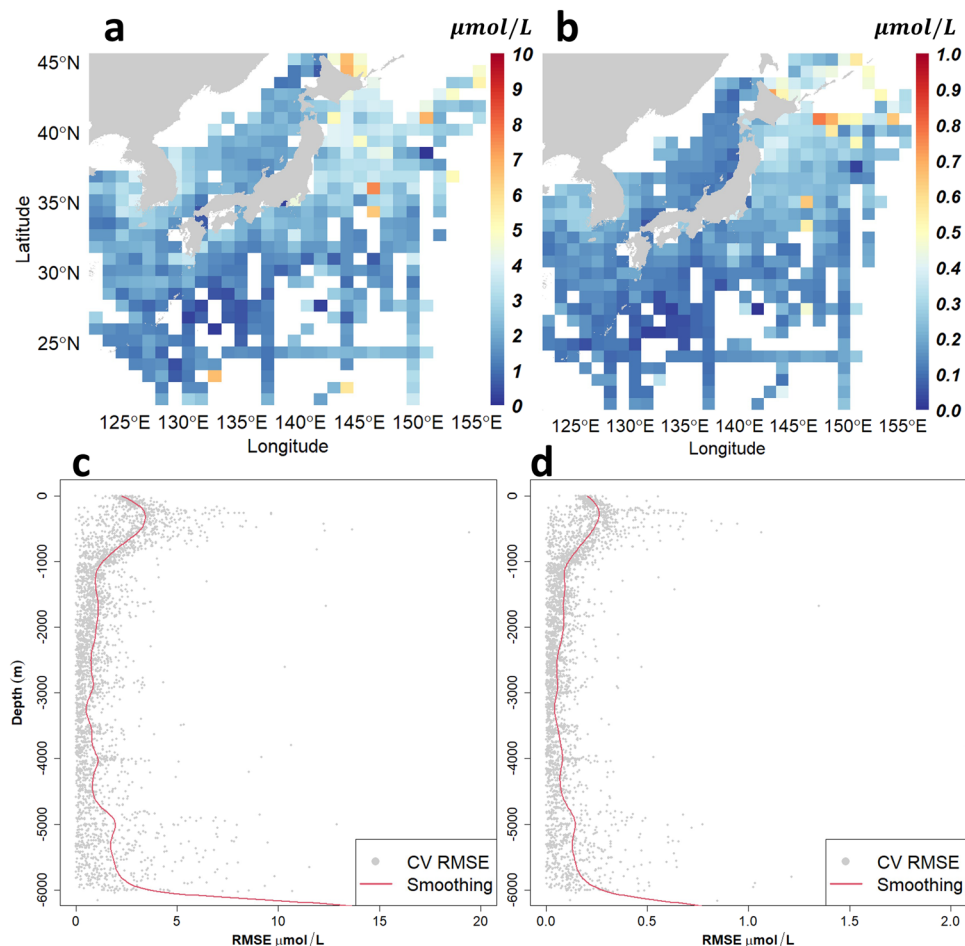 a
μmol/L
b
μmol/L
45°N
40°N
35°N
30°N
25°N
Latitude
10
9
8
7
6
5
4
3
2
1
0
1.0
0.9
0.8
0.7
0.6
0.5
0.4
0.3
0.2
0.1
0.0
125°E 130°E 135°E 140°E 145°E 150°E 155°E
Longitude
125°E 130°E 135°E 140°E 145°E 150°E 155°E
Longitude
c
d
0
-1000
-2000
-3000
-4000
-5000
-6000
Depth (m)
CV RMSE
Smoothing
0 5 10 15 20
RMSE μmol/L
0
-1000
-2000
-3000
-4000
-5000
-6000
CV RMSE
Smoothing
0.0 0.5 1.0 1.5 2.0
RMSE μmol/L